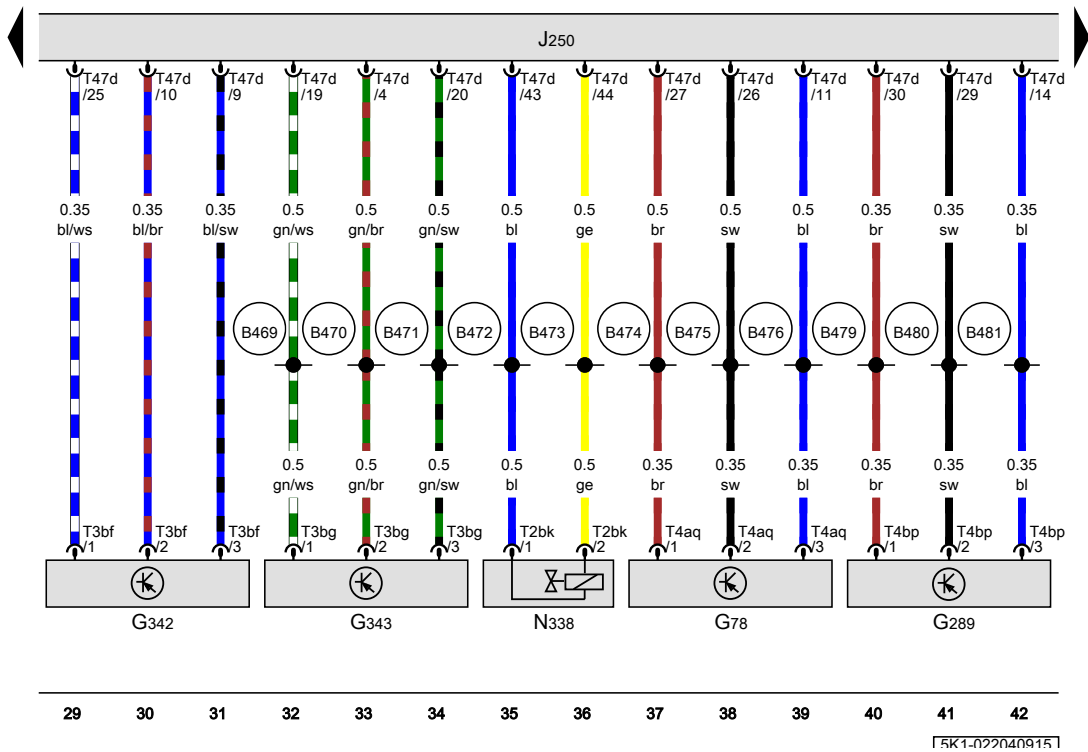 J250
T47d T47d T47d T47d T47d T47d T47d T47d T47d T47d T47d T47d T47d T47d
/25 /10 /9 /19 /4 /20 /43 /44 /27 /26 /11 /30 /29 /14
0.35 0.35 0.35 0.5 0.5 0.5 0.5 0.5 0.5 0.5 0.5 0.35 0.35 0.35
bl/ws bl/br bl/sw gn/ws gn/br gn/sw bl ge br sw bl br sw bl
B469 B470 B471 B472 B473 B474 B475 B476 B479 B480 B481
0.5 0.5 0.5 0.5 0.5 0.35 0.35 0.35 0.35 0.35 0.35
gn/ws gn/br gn/sw bl ge br sw bl br sw bl
T3bf T3bf T3bf T3bg T3bg T3bg T2bk T2bk T4aq T4aq T4aq T4bp T4bp T4bp
/1 /2 /3 /1 /2 /3 /1 /2 /1 /2 /3 /1 /2 /3
G342 G343 N338 G78 G289
29 30 31 32 33 34 35 36 37 38 39 40 41 42
5K1-022040915